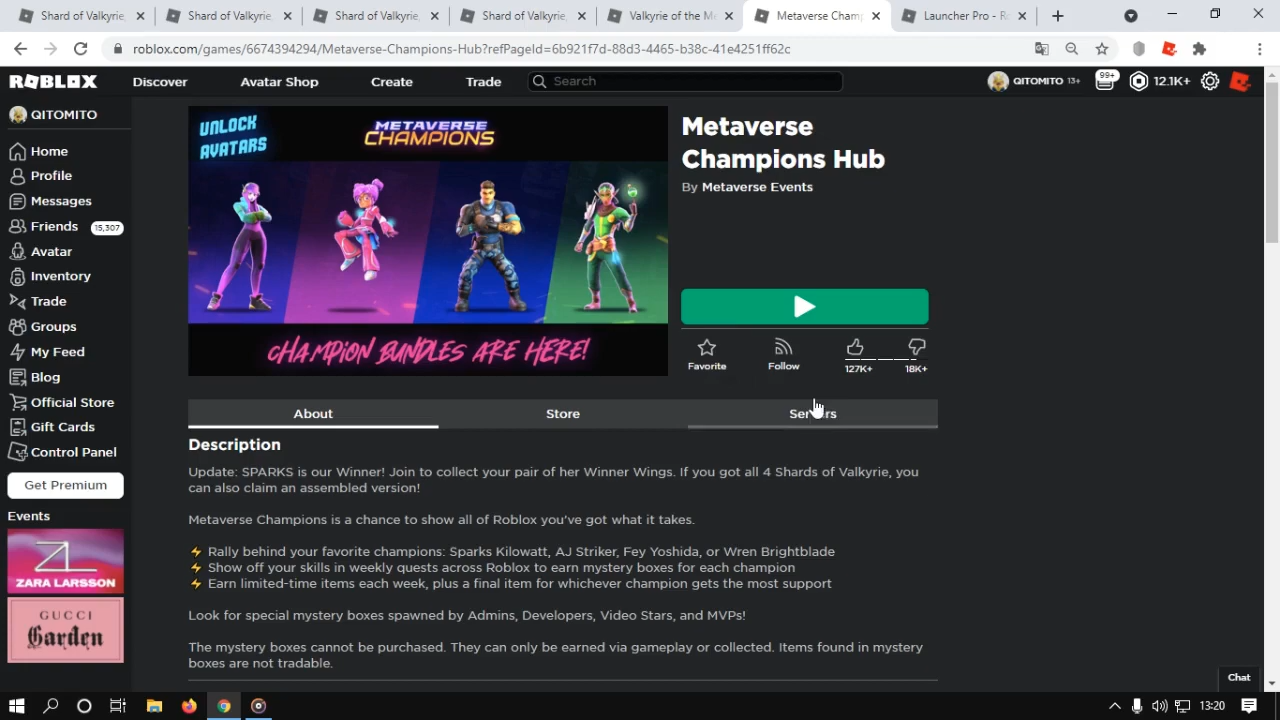 Shard of Valkyrie
Shard of Valkyrie
Shard of Valkyrie
Shard of Valkyrie
Valkyrie of the M
Metaverse Champ
Launcher Pro - R
roblox.com/games/6674394294/Metaverse-Champions-Hub?refPageId=6b921f7d-88d3-4465-b38c-41e4251ff62c
ROBLOX
Discover
Avatar Shop
Create
Trade
Search
QITOMITO 13+
99+
12.1K+
QITOMITO
Home
Profile
Messages
Friends 15,307
Avatar
Inventory
Trade
Groups
My Feed
Blog
Official Store
Gift Cards
Control Panel
Get Premium
Events
ZARA LARSSON
GUCCI
Garden
UNLOCK
AVATARS
METAVERSE
CHAMPIONS
CHAMPION BUNDLES ARE HERE!
Metaverse
Champions Hub
By Metaverse Events
Favorite
Follow
127K+
18K+
About
Store
Servers
Description
Update: SPARKS is our Winner! Join to collect your pair of her Winner Wings. If you got all 4 Shards of Valkyrie, you
can also claim an assembled version!
Metaverse Champions is a chance to show all of Roblox you've got what it takes.
⚡ Rally behind your favorite champions: Sparks Kilowatt, AJ Striker, Fey Yoshida, or Wren Brightblade
⚡ Show off your skills in weekly quests across Roblox to earn mystery boxes for each champion
⚡ Earn limited-time items each week, plus a final item for whichever champion gets the most support
Look for special mystery boxes spawned by Admins, Developers, Video Stars, and MVPs!
The mystery boxes cannot be purchased. They can only be earned via gameplay or collected. Items found in mystery
boxes are not tradable.
Chat
13:20